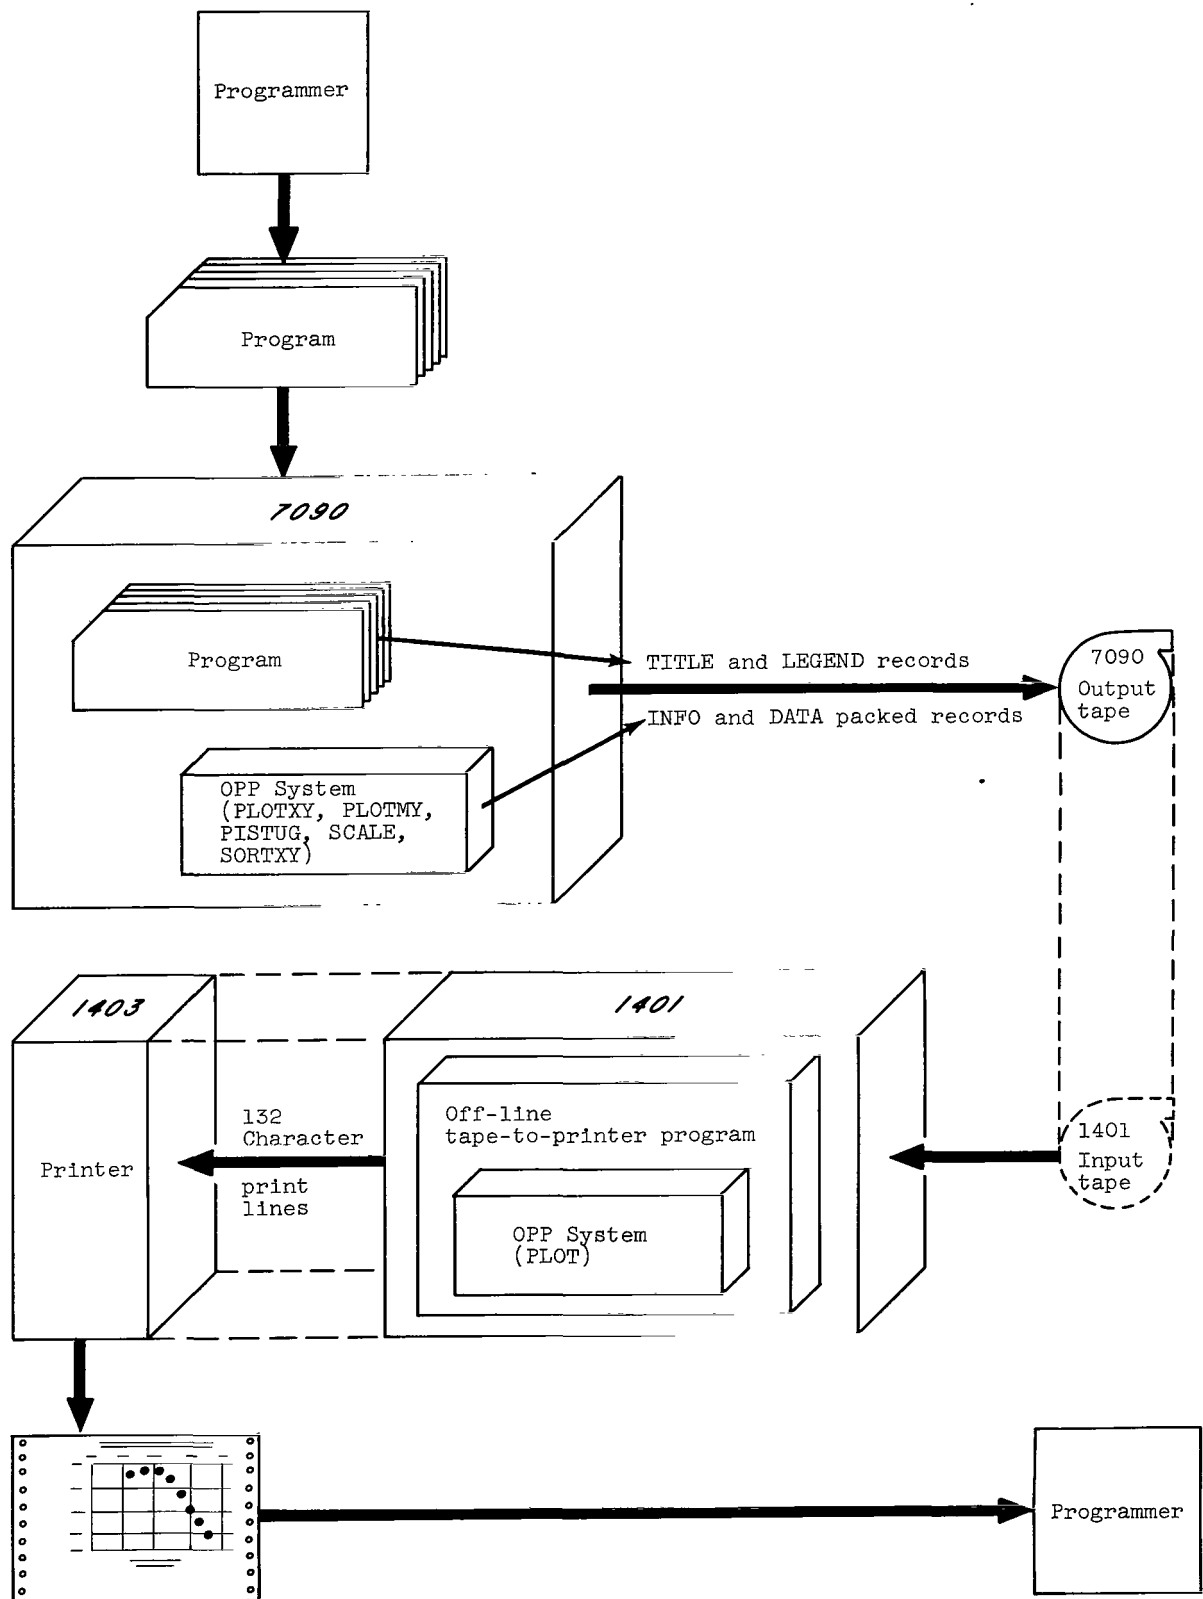 Programmer
Program
7090
Program
TITLE and LEGEND records
7090
Output
tape
INFO and DATA packed records
OPP System
(PLOTXY, PLOTMY,
PISTUG, SCALE,
SORTXY)
1403
1401
132
Character
print
lines
Printer
Off-line
tape-to-printer program
OPP System
(PLOT)
1401
Input
tape
Programmer